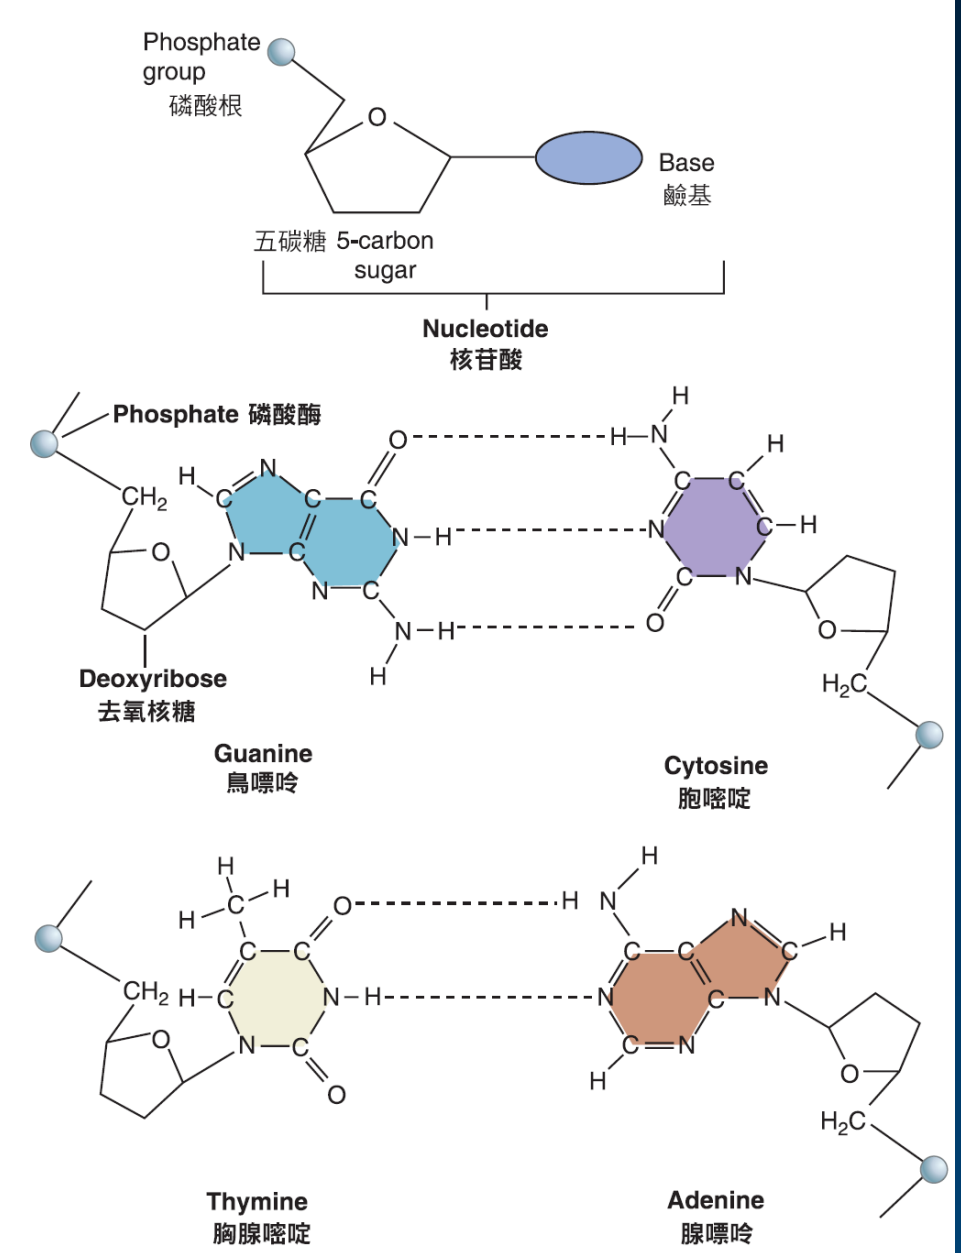 Phosphate
group
磷酸根
O
Base
鹼基
五碳糖 5-carbon
sugar
Nucleotide
核苷酸
H
Phosphate 磷酸酶
O
H N
H
H N
C C
CH₂
C C C
N H
N
C H
O
N C
C N
N C
O
N H
O
H
Deoxyribose
去氧核糖
H₂C
Guanine
鳥嘌呤
Cytosine
胞嘧啶
H
H
H
C
H
O
H N
N
H
C C
C C
C
CH₂
H C
N H
N
C N
O
N C
C N
O
H
O
H₂C
Thymine
胸腺嘧啶
Adenine
腺嘌呤